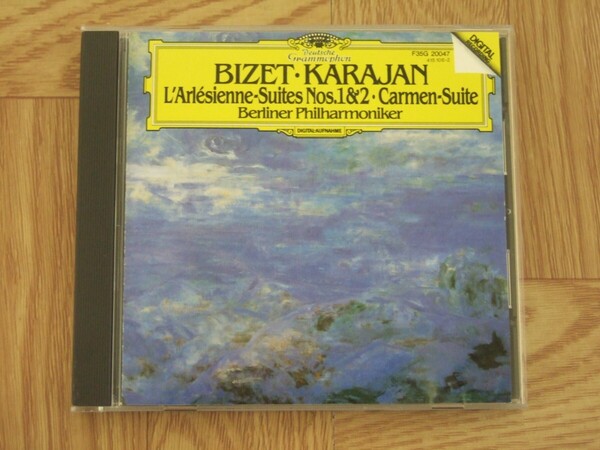 Deutsche
Grammophon
F35G 20047
DIGITAL
BIZET·KARAJAN
L'Arlésienne-Suites Nos.1&2·Carmen-Suite
Berliner Philharmoniker
DIGITAL-AUFNAHME